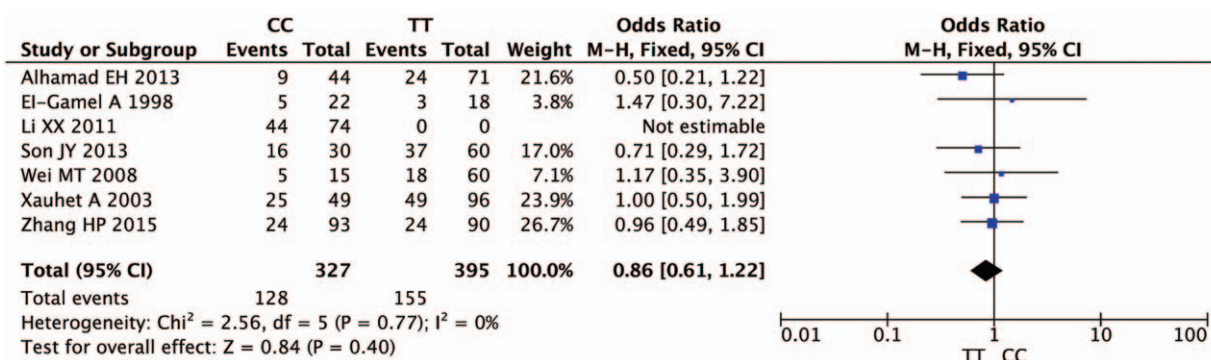 CC TT Odds Ratio Odds Ratio
Study or Subgroup Events Total Events Total Weight M-H, Fixed, 95% CI M-H, Fixed, 95% CI
Alhamad EH 2013 9 44 24 71 21.6% 0.50 [0.21, 1.22]
El-Gamel A 1998 5 22 3 18 3.8% 1.47 [0.30, 7.22]
Li XX 2011 44 74 0 0 Not estimable
Son JY 2013 16 30 37 60 17.0% 0.71 [0.29, 1.72]
Wei MT 2008 5 15 18 60 7.1% 1.17 [0.35, 3.90]
Xauhet A 2003 25 49 49 96 23.9% 1.00 [0.50, 1.99]
Zhang HP 2015 24 93 24 90 26.7% 0.96 [0.49, 1.85]
Total (95% CI) 327 395 100.0% 0.86 [0.61, 1.22]
Total events 128 155
Heterogeneity: Chi² = 2.56, df = 5 (P = 0.77); I² = 0%
Test for overall effect: Z = 0.84 (P = 0.40)
0.01 0.1 1 10 100
TT CC